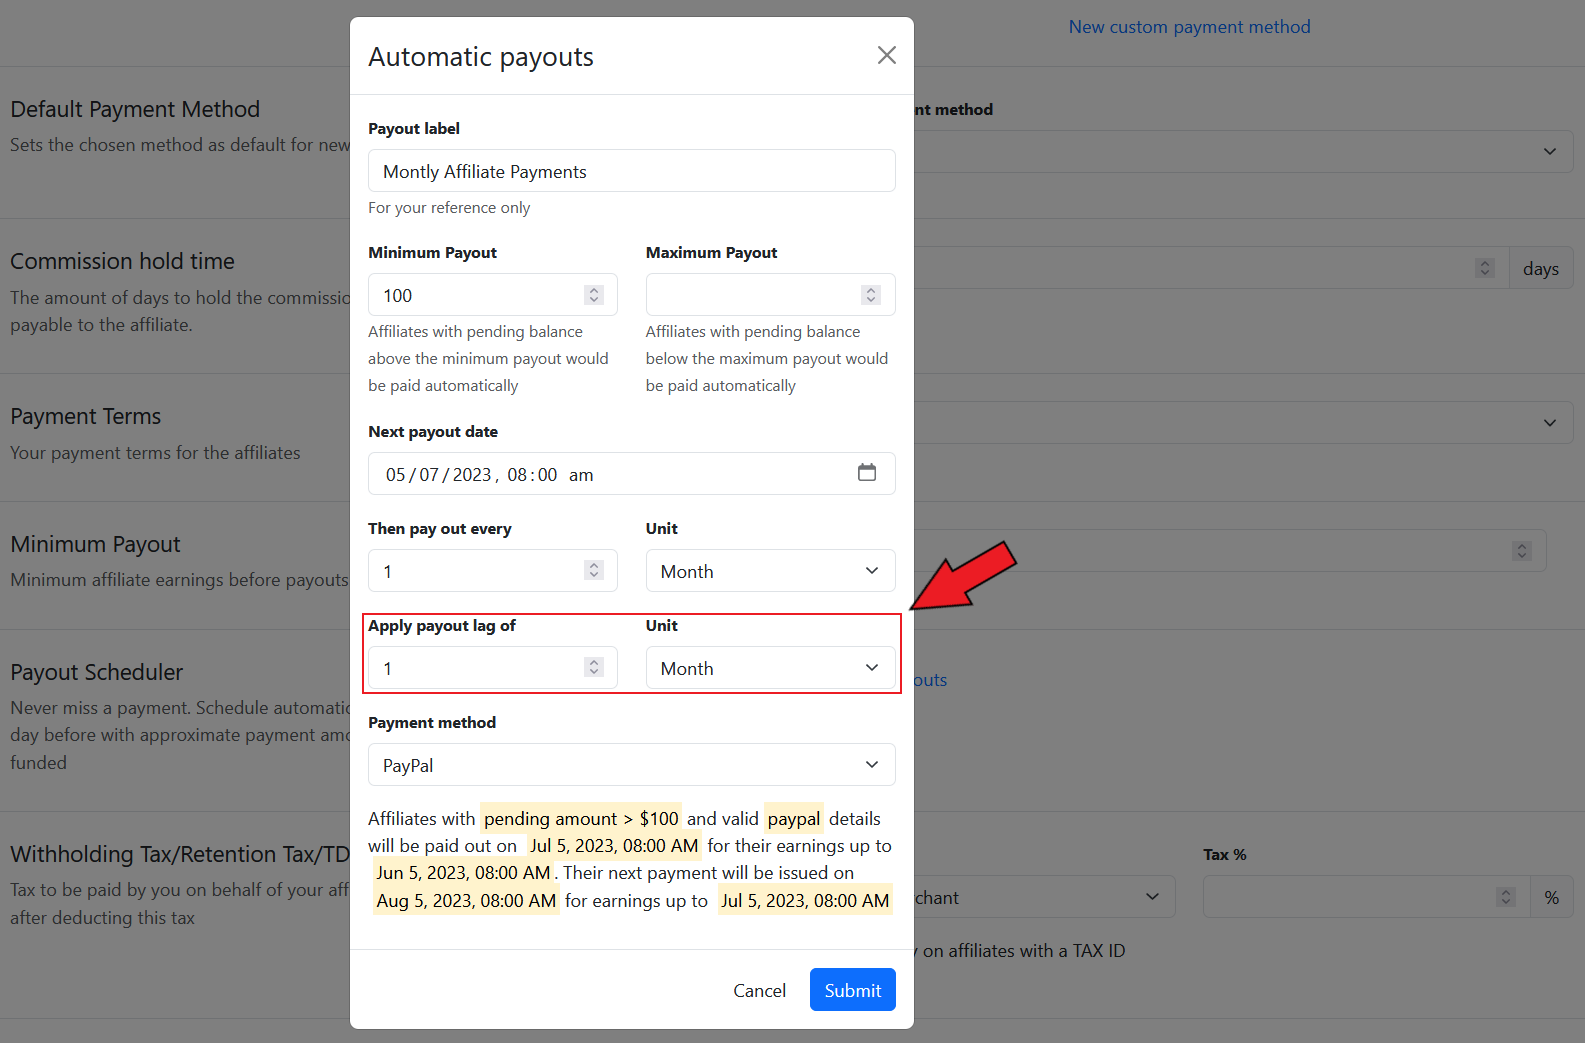 New custom payment method
Automatic payouts
Default Payment Method
Sets the chosen method as default for new
nt method
Payout label
Montly Affiliate Payments
For your reference only
Commission hold time
The amount of days to hold the commissio
payable to the affiliate.
days
Minimum Payout
Maximum Payout
100
Affiliates with pending balance
above the minimum payout would
be paid automatically
Affiliates with pending balance
below the maximum payout would
be paid automatically
Payment Terms
Your payment terms for the affiliates
Next payout date
05/07/2023, 08:00 am
Then pay out every
Unit
1
Month
Minimum Payout
Minimum affiliate earnings before payouts
Apply payout lag of
Unit
1
Month
Payout Scheduler
Never miss a payment. Schedule automatic
day before with approximate payment amo
funded
outs
Payment method
PayPal
Affiliates with pending amount > $100 and valid paypal details
will be paid out on Jul 5, 2023, 08:00 AM for their earnings up to
Jun 5, 2023, 08:00 AM. Their next payment will be issued on
Aug 5, 2023, 08:00 AM for earnings up to Jul 5, 2023, 08:00 AM
Withholding Tax/Retention Tax/TD
Tax to be paid by you on behalf of your aff
after deducting this tax
chant
Tax %
%
on affiliates with a TAX ID
Cancel
Submit